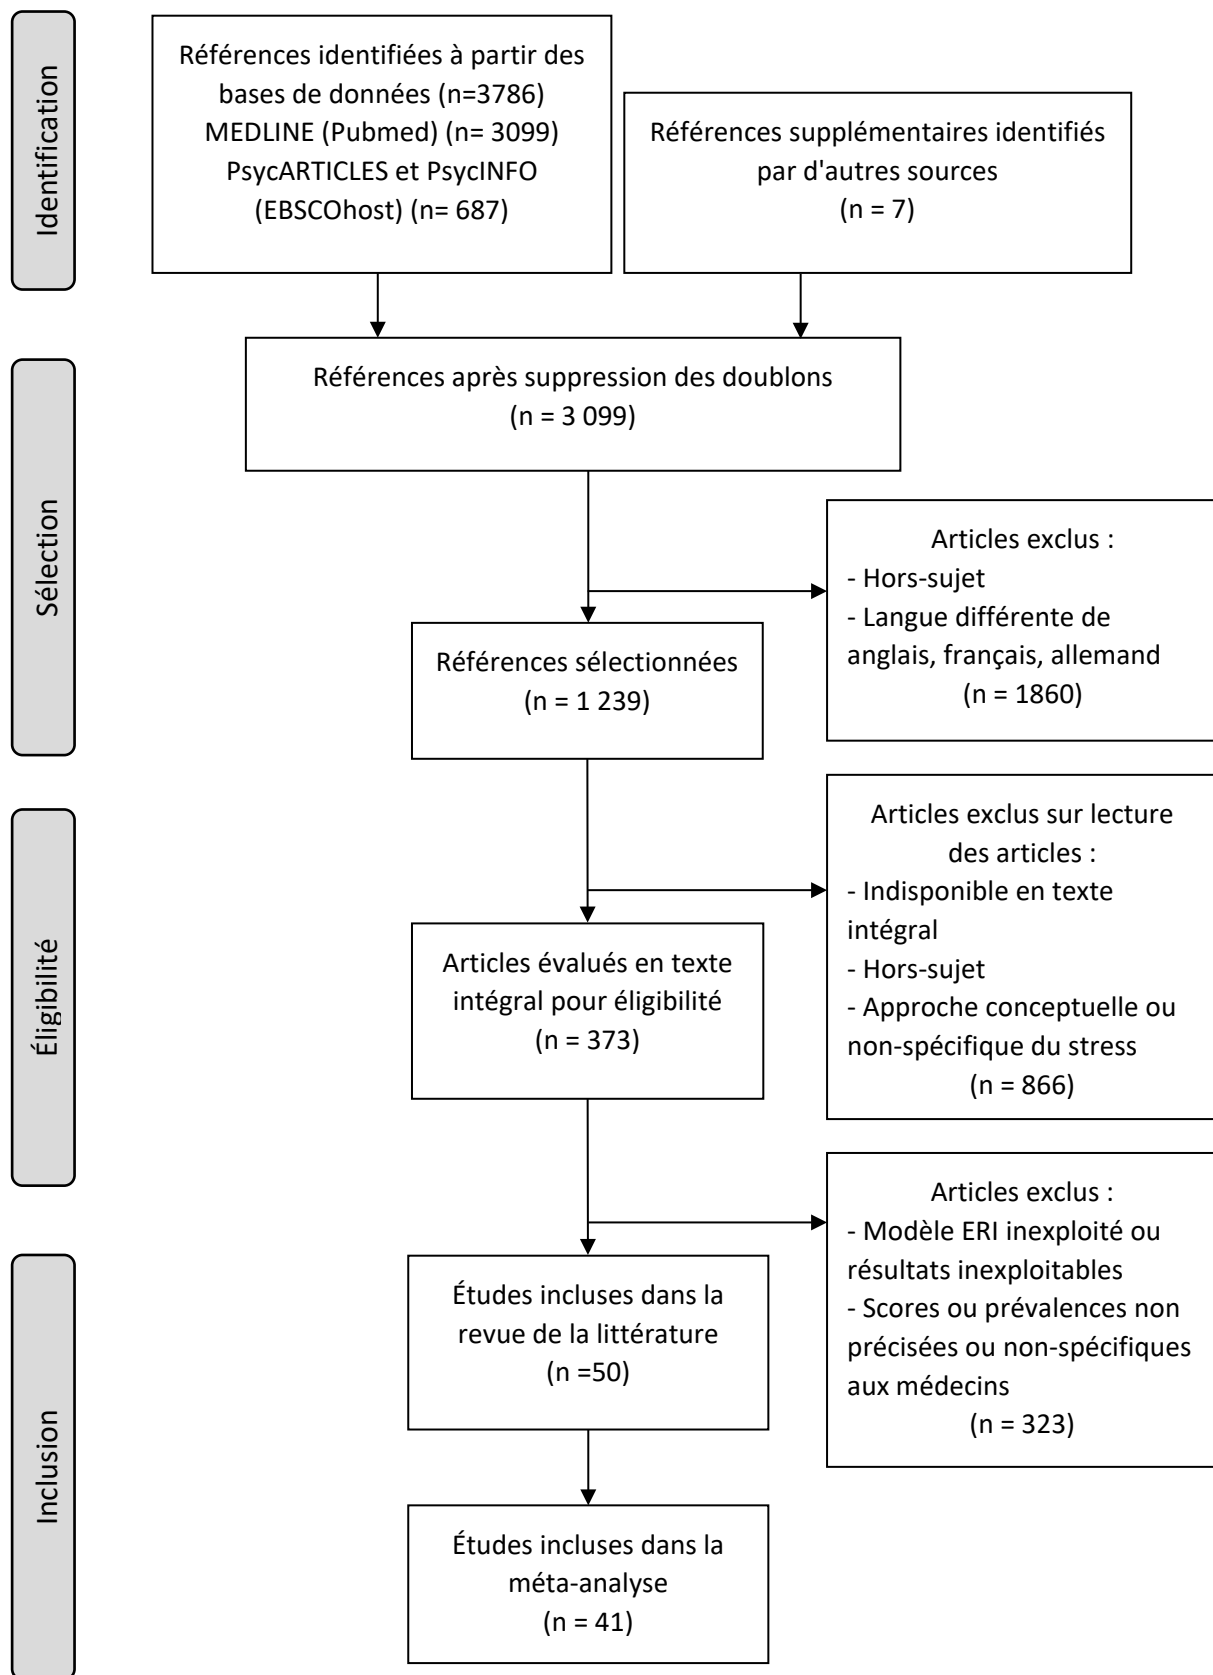 Identification
Références identifiées à partir des
bases de données (n=3786)
MEDLINE (Pubmed) (n= 3099)
PsycARTICLES et PsycINFO
(EBSCOhost) (n= 687)
Références supplémentaires identifiés
par d'autres sources
(n = 7)
Sélection
Références après suppression des doublons
(n = 3 099)
Articles exclus :
- Hors-sujet
- Langue différente de
anglais, français, allemand
(n = 1860)
Références sélectionnées
(n = 1 239)
Éligibilité
Articles exclus sur lecture
des articles :
- Indisponible en texte
intégral
- Hors-sujet
- Approche conceptuelle ou
non-spécifique du stress
(n = 866)
Articles évalués en texte
intégral pour éligibilité
(n = 373)
Articles exclus :
- Modèle ERI inexploité ou
résultats inexploitables
- Scores ou prévalences non
précisées ou non-spécifiques
aux médecins
(n = 323)
Inclusion
Études incluses dans la
revue de la littérature
(n =50)
Études incluses dans la
méta-analyse
(n = 41)